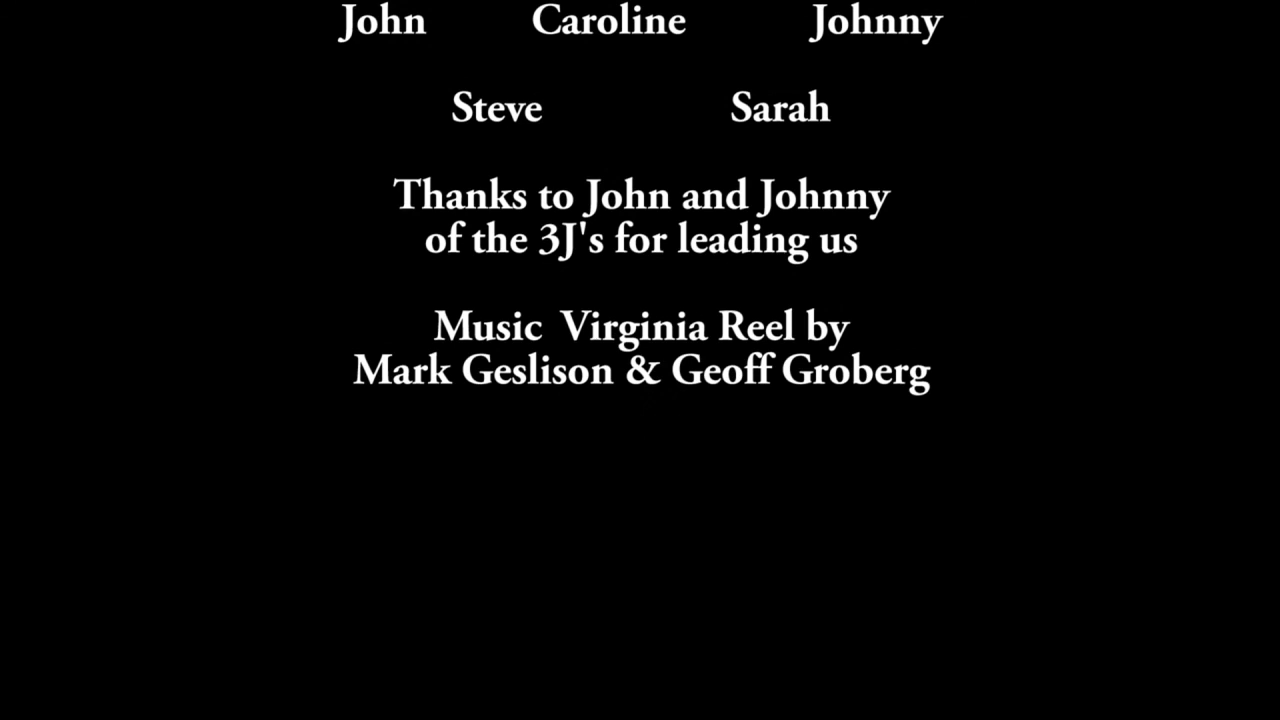 John Caroline Johnny
Steve Sarah
Thanks to John and Johnny
of the 3J's for leading us
Music  Virginia Reel by
Mark Geslison & Geoff Groberg